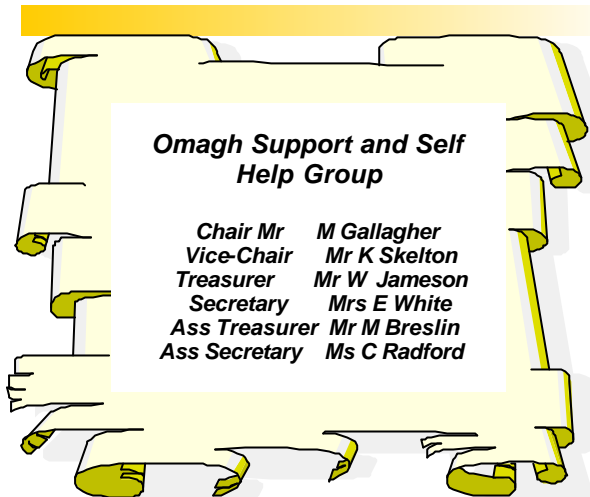 Omagh Support and Self
Help Group
Chair Mr M Gallagher
Vice-Chair Mr K Skelton
Treasurer Mr W Jameson
Secretary Mrs E White
Ass Treasurer Mr M Breslin
Ass Secretary Ms C Radford